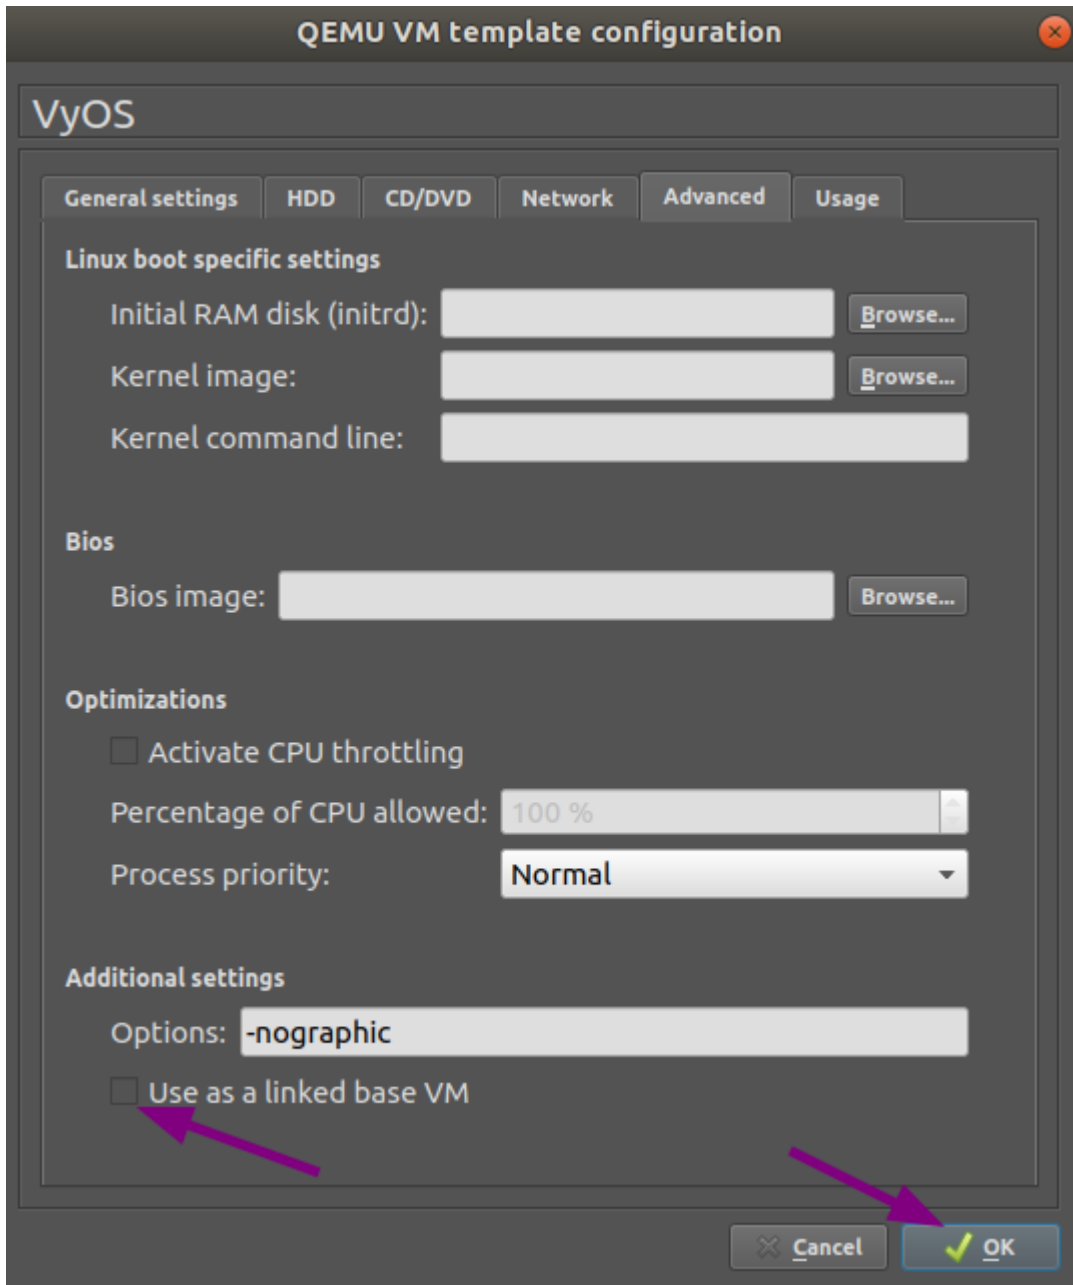 QEMU VM template configuration
VyOS
General settings HDD CD/DVD Network Advanced Usage
Linux boot specific settings
Initial RAM disk (initrd): Browse...
Kernel image: Browse...
Kernel command line:
Bios
Bios image: Browse...
Optimizations
Activate CPU throttling
Percentage of CPU allowed: 100 %
Process priority: Normal
Additional settings
Options: -nographic
Use as a linked base VM
Cancel OK